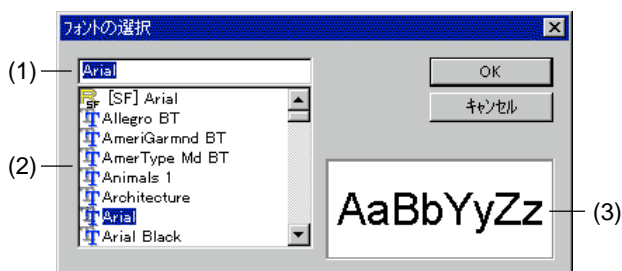 フォントの選択
(1)
Arial
OK
キャンセル
(2)
SF [SF] Arial
Allegro BT
AmeriGarmnd BT
AmerType Md BT
Animals 1
Architecture
Arial
Arial Black
AaBbYyZz
(3)